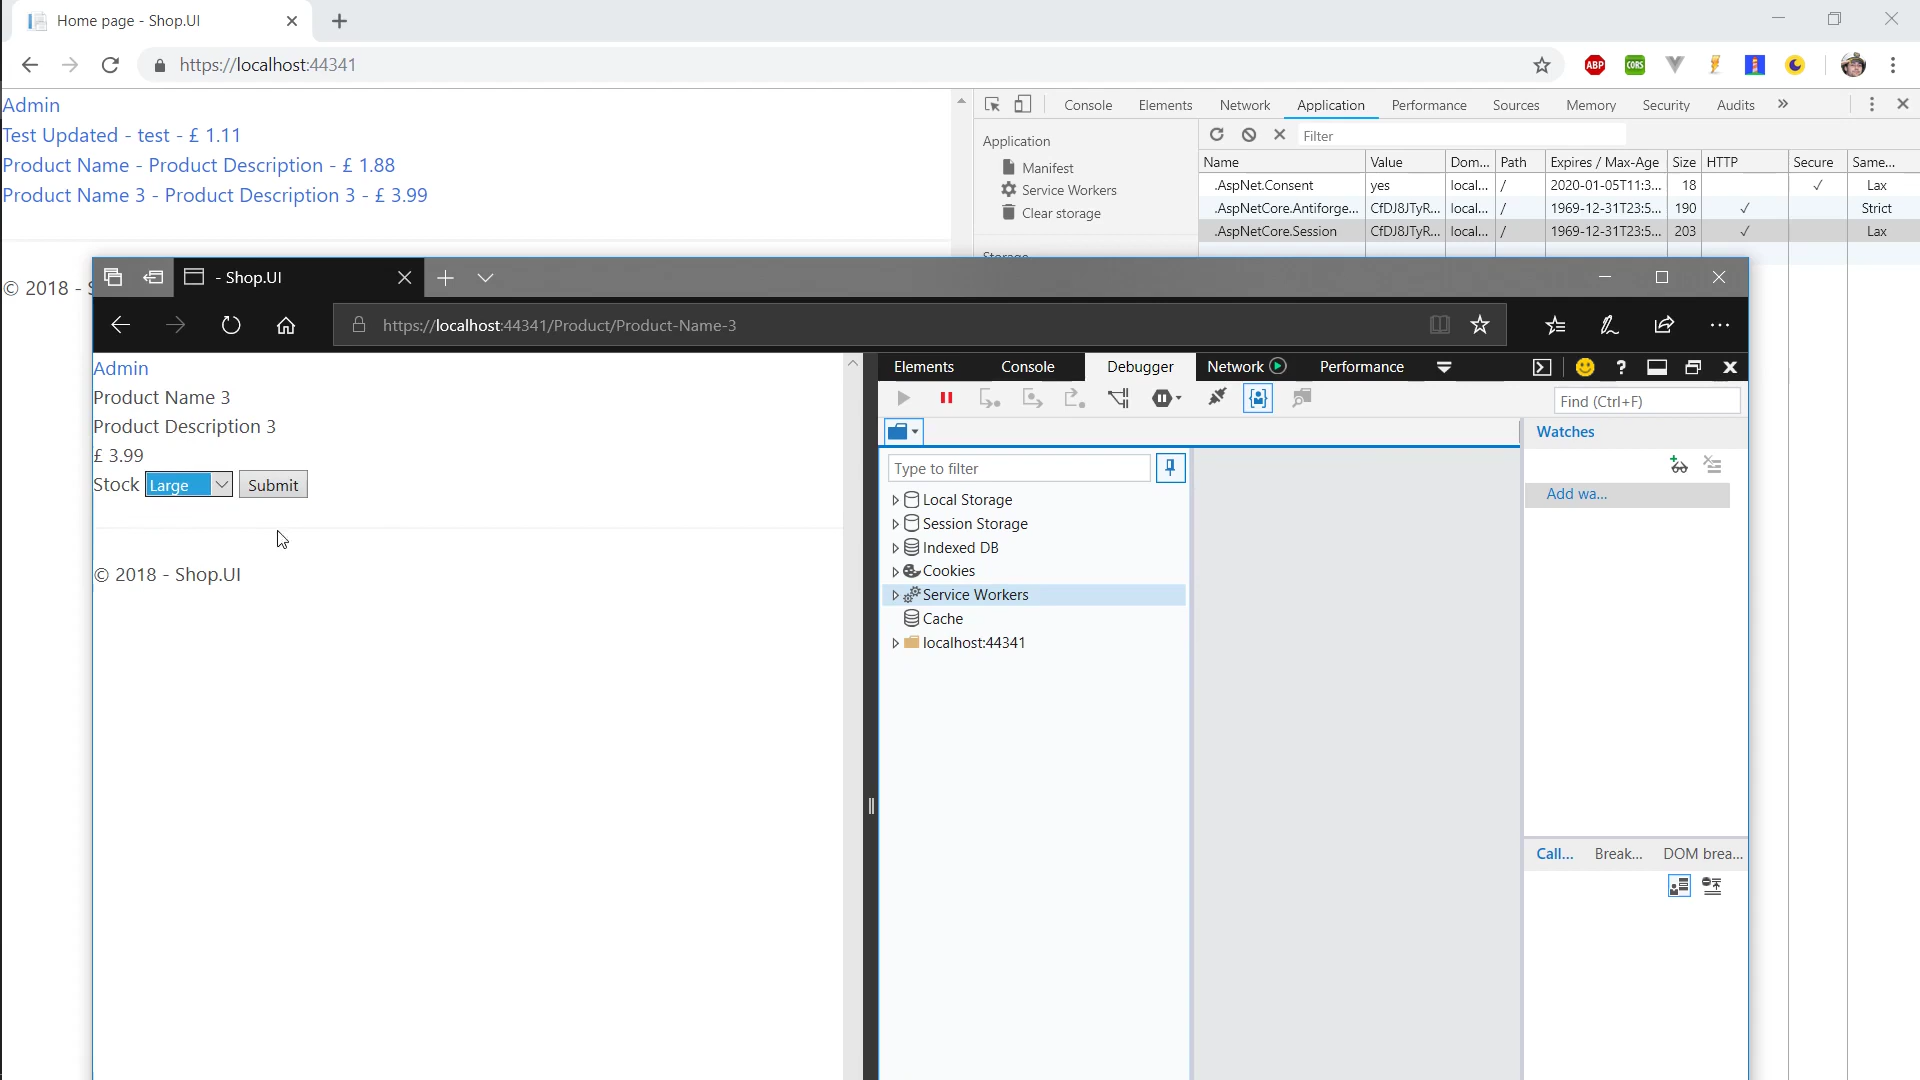 Home page - Shop.UI
https://localhost:44341
ABP
CORS
Admin
Test Updated - test - £ 1.11
Product Name - Product Description - £ 1.88
Product Name 3 - Product Description 3 - £ 3.99
© 2018 - S
Console Elements Network Application Performance Sources Memory Security Audits »
Application
Manifest
Service Workers
Clear storage
Filter
Name Value Dom... Path Expires / Max-Age Size HTTP Secure Same...
.AspNet.Consent yes local... / 2020-01-05T11:3... 18 ✓ Lax
.AspNetCore.Antiforge... CfDJ8JTyR... local... / 1969-12-31T23:5... 190 ✓ Strict
.AspNetCore.Session CfDJ8JTyR... local... / 1969-12-31T23:5... 203 ✓ Lax
- Shop.UI
https://localhost:44341/Product/Product-Name-3
Admin
Product Name 3
Product Description 3
£ 3.99
Stock Large Submit
© 2018 - Shop.UI
Elements Console Debugger Network Performance
Find (Ctrl+F)
Type to filter
Local Storage
Session Storage
Indexed DB
Cookies
Service Workers
Cache
localhost:44341
Watches
Add wa...
Call... Break... DOM brea...